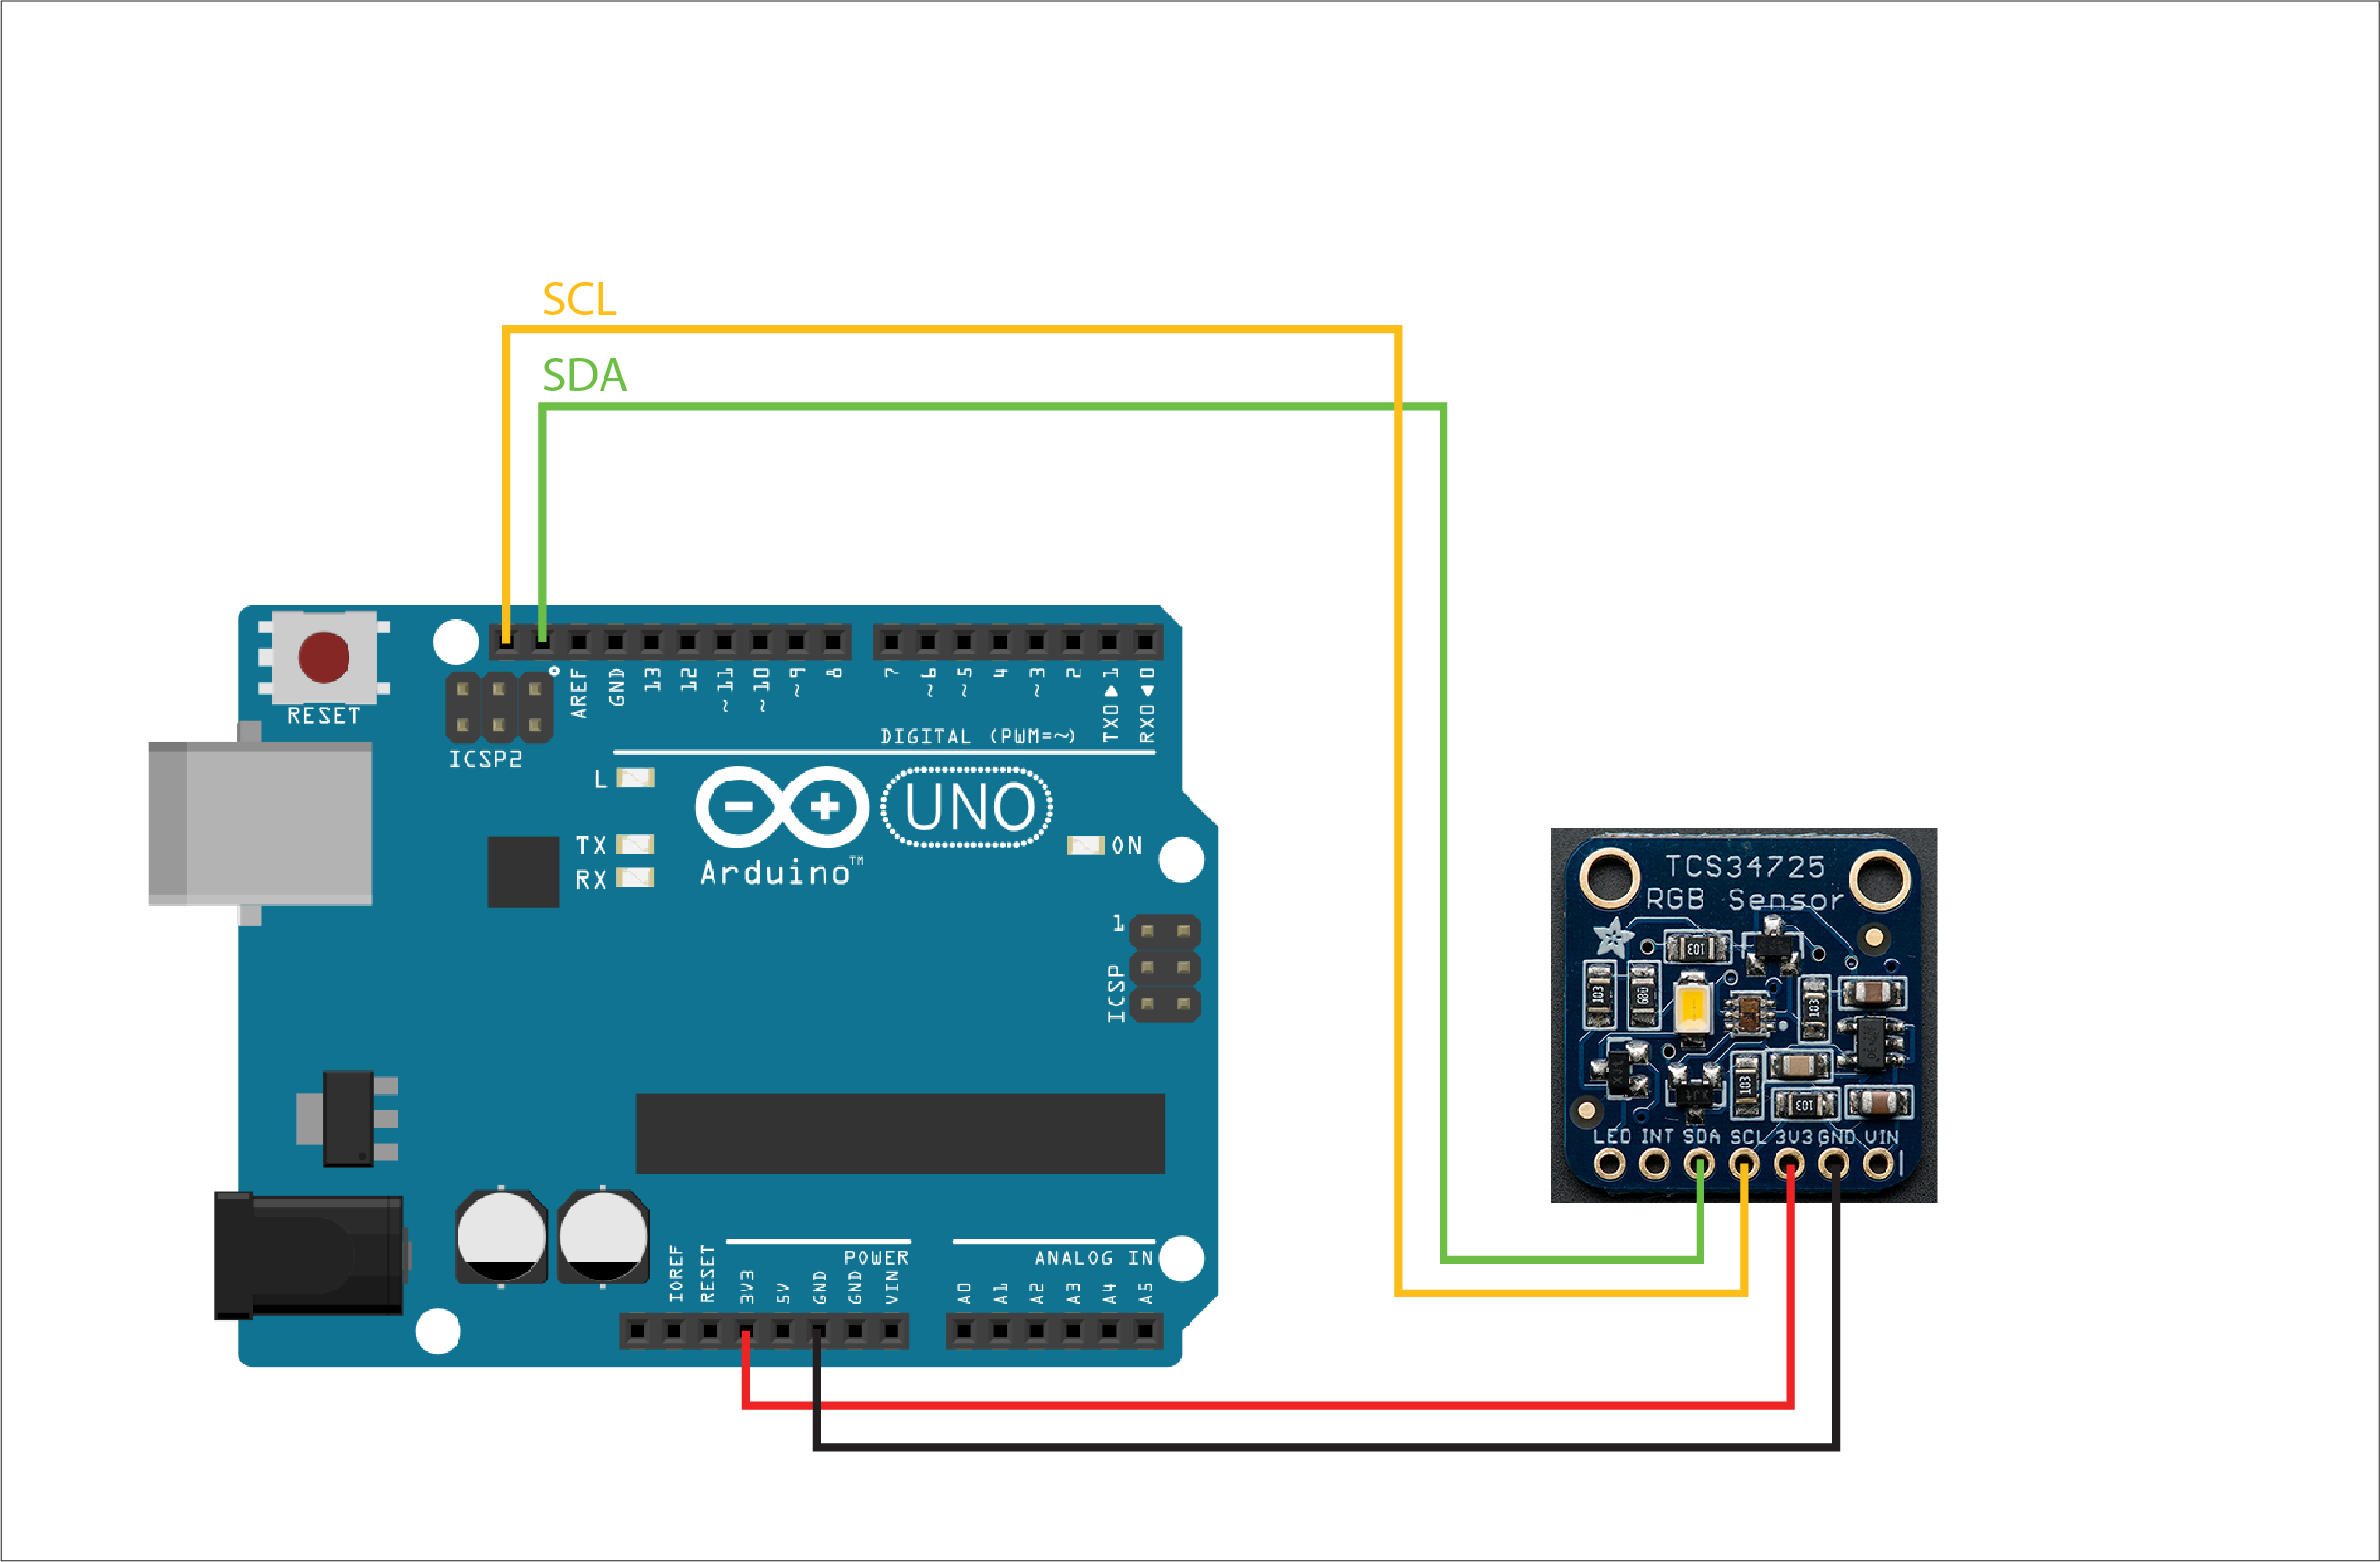 SCL
SDA
RESET
ICSP2
AREF
GND
13
12
~11
~10
~9
8
7
~6
~5
4
~3
2
TX0▶1
RX0◀0
DIGITAL (PWM=~)
L
TX
RX
Arduino™
UNO
ON
1
ICSP
TCS34725
RGB Sensor
103
103
680
103
103
103
LED INT SDA SCL 3V3 GND VIN
POWER
ANALOG IN
IOREF
RESET
3V3
5V
GND
GND
VIN
A0
A1
A2
A3
A4
A5